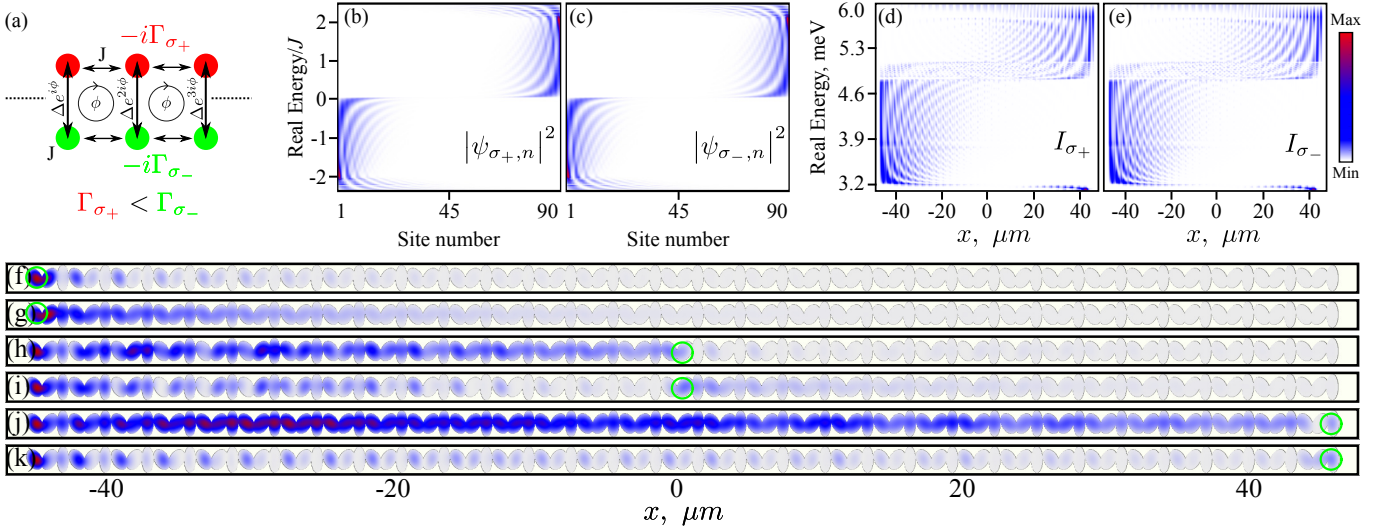 (a)
−iΓσ+
J
Δe^{iϕ}
ϕ
Δe^{2iϕ}
ϕ
Δe^{3iϕ}
J
−iΓσ−
Γσ+ < Γσ−
(b)
Real Energy/J
2
1
0
-1
-2
|ψσ+,n|²
1
45
90
Site number
(c)
|ψσ−,n|²
1
45
90
Site number
(d)
Real Energy, meV
6.0
5.3
4.6
3.9
3.2
Iσ+
-40
-20
0
20
40
x, μm
(e)
Iσ−
-40
-20
0
20
40
x, μm
Max
Min
(f)
(g)
(h)
(i)
(j)
(k)
-40
-20
0
20
40
x, μm